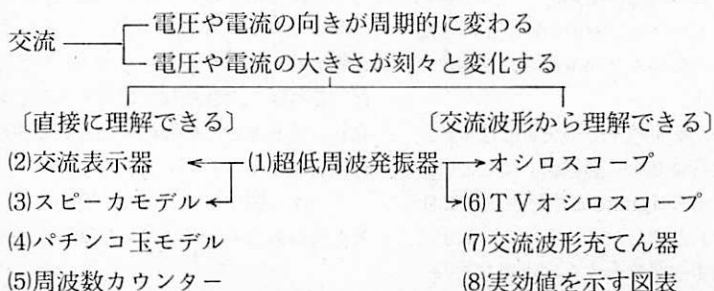 交流
電圧や電流の向きが周期的に変わる
電圧や電流の大きさが刻々と変化する
〔直接に理解できる〕 〔交流波形から理解できる〕
(2)交流表示器 (1)超低周波発振器 オシロスコープ
(3)スピーカモデル (6)TVオシロスコープ
(4)パチンコ玉モデル (7)交流波形充てん器
(5)周波数カウンター (8)実効値を示す図表